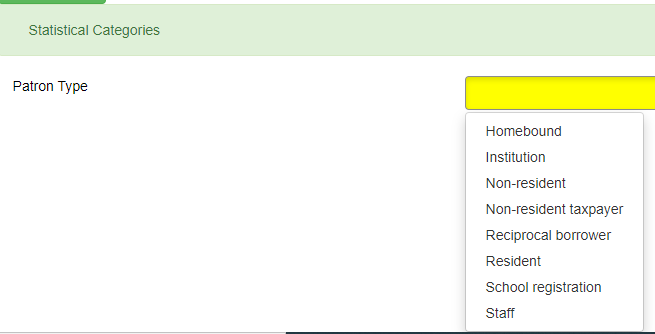 Statistical Categories
Patron Type
Homebound
Institution
Non-resident
Non-resident taxpayer
Reciprocal borrower
Resident
School registration
Staff